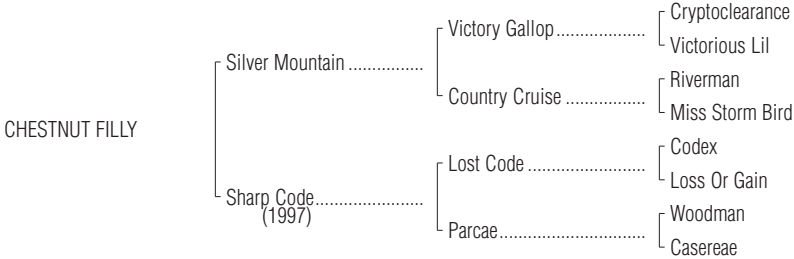 Cryptoclearance
Victory Gallop...................
Victorious Lil
Silver Mountain ................
Riverman
Country Cruise .................
Miss Storm Bird
CHESTNUT FILLY
Codex
Lost Code .........................
Loss Or Gain
Sharp Code.......................
(1997)
Woodman
Parcae...............................
Casereae